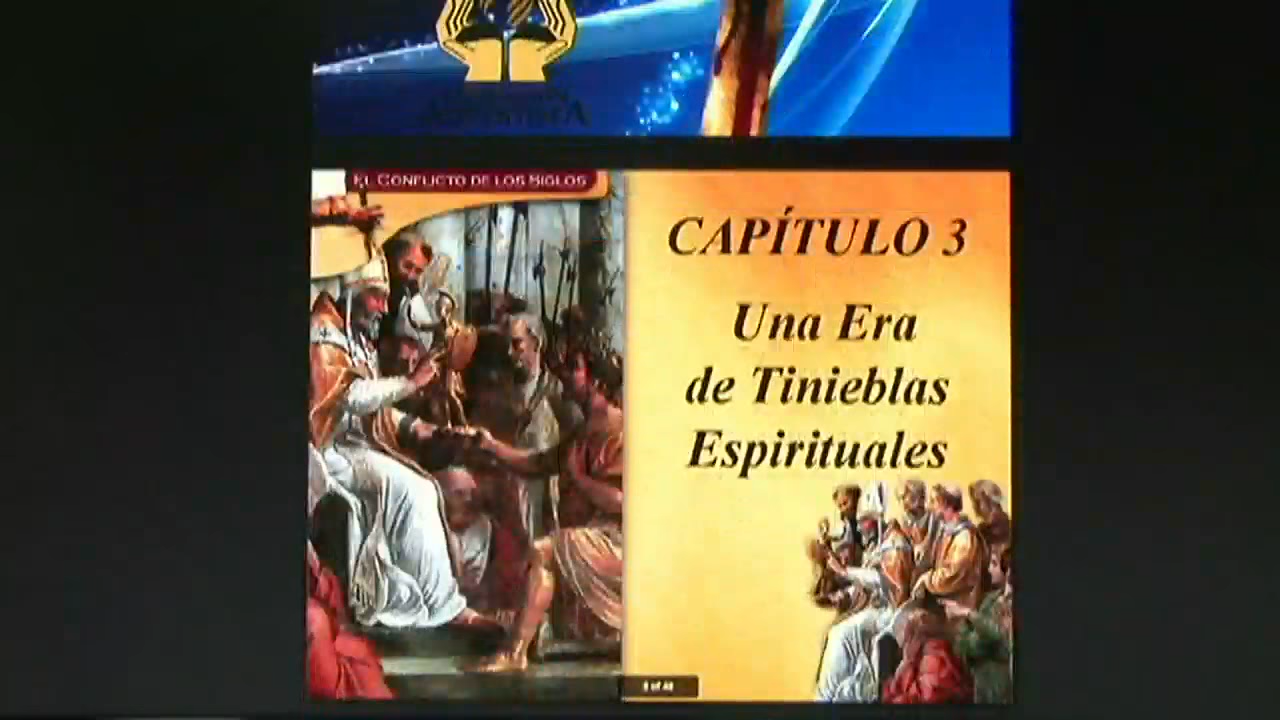 EL CONFLICTO DE LOS SIGLOS
CAPÍTULO 3
Una Era
de Tinieblas
Espirituales